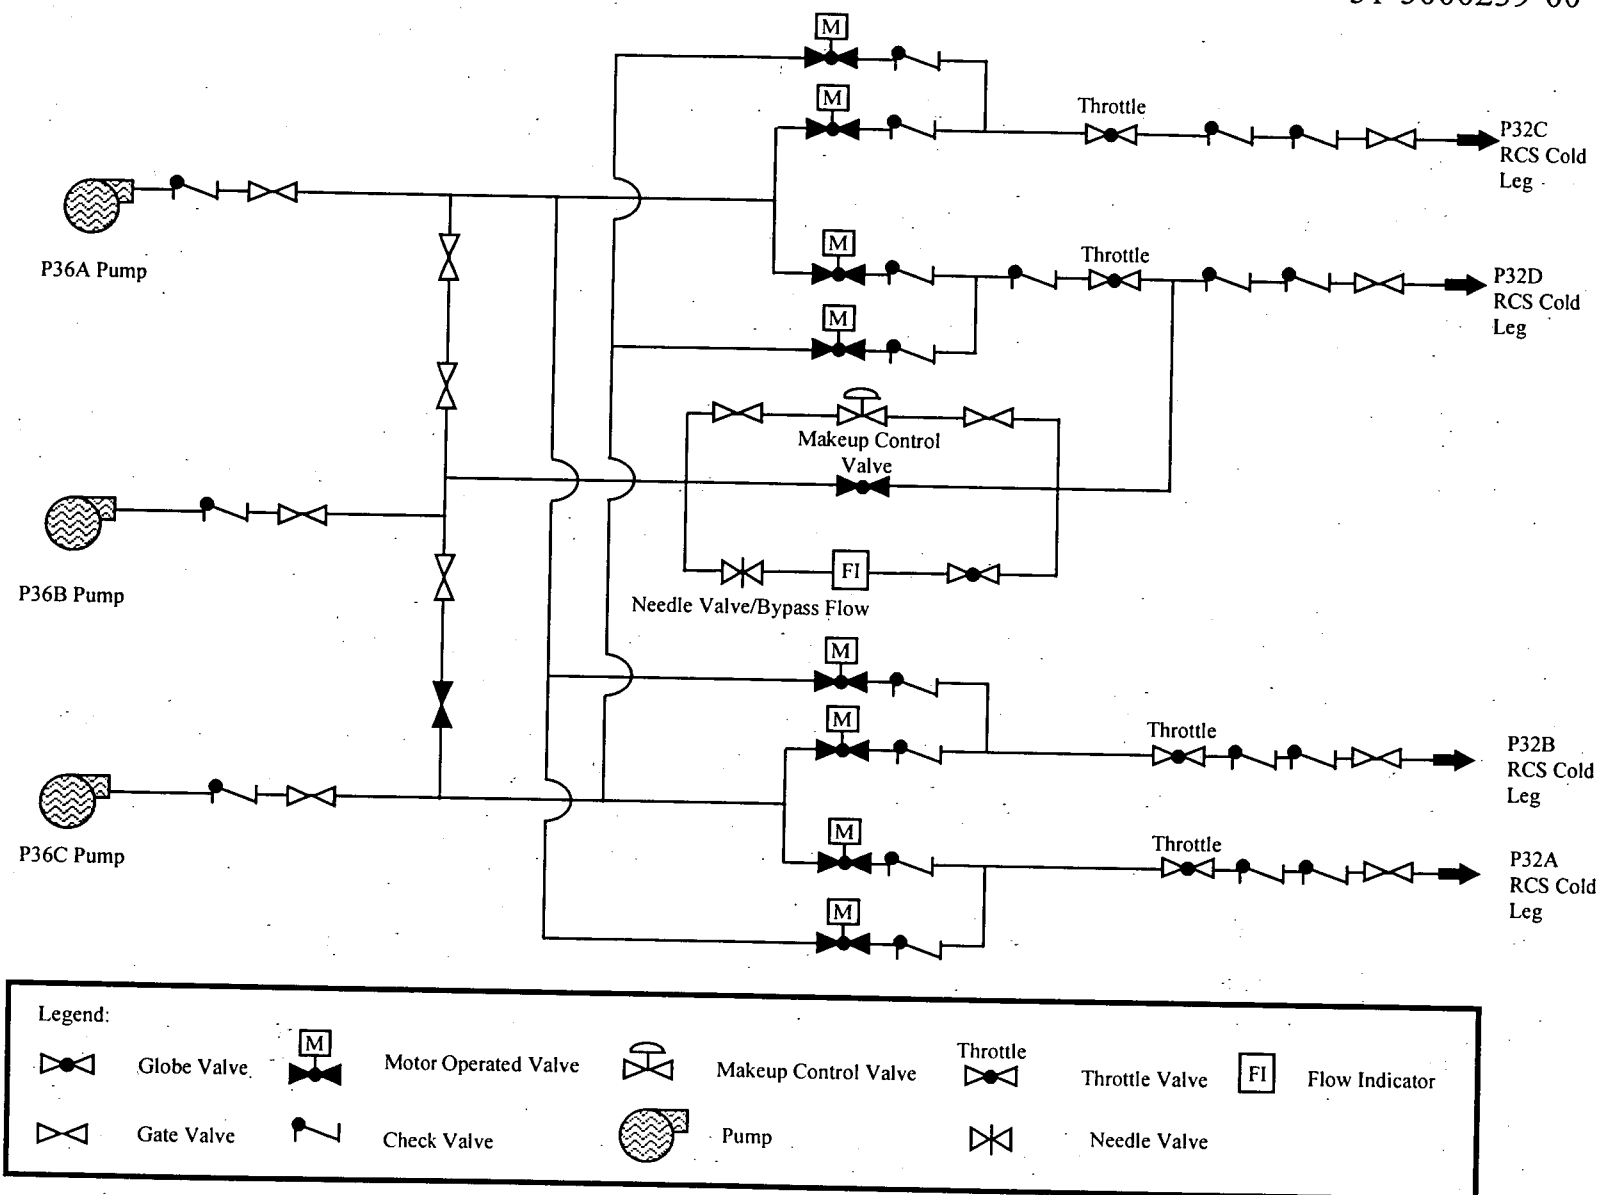 M
M
Throttle
P32C
RCS Cold
Leg
P36A Pump
M
Throttle
P32D
RCS Cold
Leg
M
Makeup Control
Valve
FI
Needle Valve/Bypass Flow
P36B Pump
M
M
Throttle
P32B
RCS Cold
Leg
P36C Pump
M
Throttle
P32A
RCS Cold
Leg
M
Legend:
Globe Valve
M
Motor Operated Valve
Makeup Control Valve
Throttle
Throttle Valve
FI
Flow Indicator
Gate Valve
Check Valve
Pump
Needle Valve